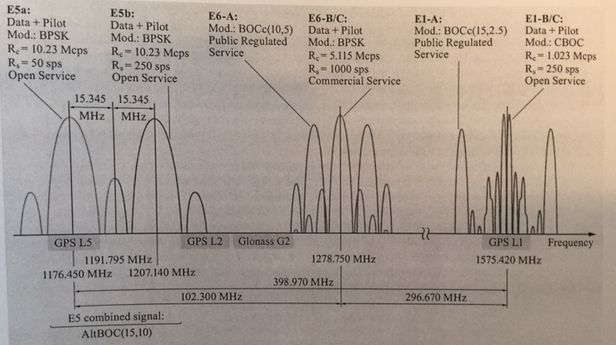 E5a:
Data + Pilot
Mod.: BPSK
Rc = 10.23 Mcps
Rs = 50 sps
Open Service
E5b:
Data + Pilot
Mod.: BPSK
Rc = 10.23 Mcps
Rs = 250 sps
Open Service
E6-A:
Mod.: BOCc(10,5)
Public Regulated
Service
E6-B/C:
Data + Pilot
Mod.: BPSK
Rc = 5.115 Mcps
Rs = 1000 sps
Commercial Service
E1-A:
Mod.: BOCc(15,2.5)
Public Regulated
Service
E1-B/C:
Data + Pilot
Mod.: CBOC
Rc = 1.023 Mcps
Rs = 250 sps
Open Service
15.345
MHz
15.345
MHz
GPS L5
GPS L2
Glonass G2
GPS L1
Frequency
1191.795 MHz
1176.450 MHz
1207.140 MHz
1278.750 MHz
1575.420 MHz
398.970 MHz
102.300 MHz
296.670 MHz
E5 combined signal:
AltBOC(15,10)